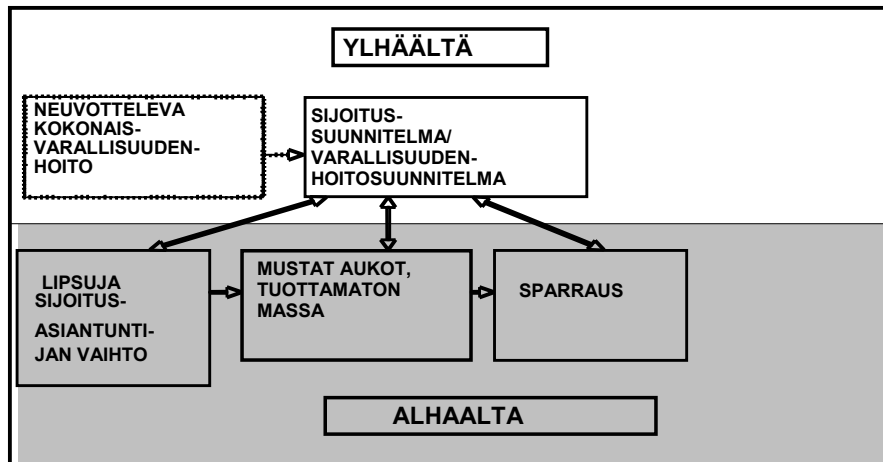 YLHÄÄLTÄ
NEUVOTTELEVA
KOKONAIS-
VARALLISUUDEN-
HOITO
SIJOITUS-
SUUNNITELMA/
VARALLISUUDEN-
HOITOSUUNNITELMA
LIPSUJA
SIJOITUS-
ASIANTUNTI-
JAN VAIHTO
MUSTAT AUKOT,
TUOTTAMATON
MASSA
SPARRAUS
ALHAALTA